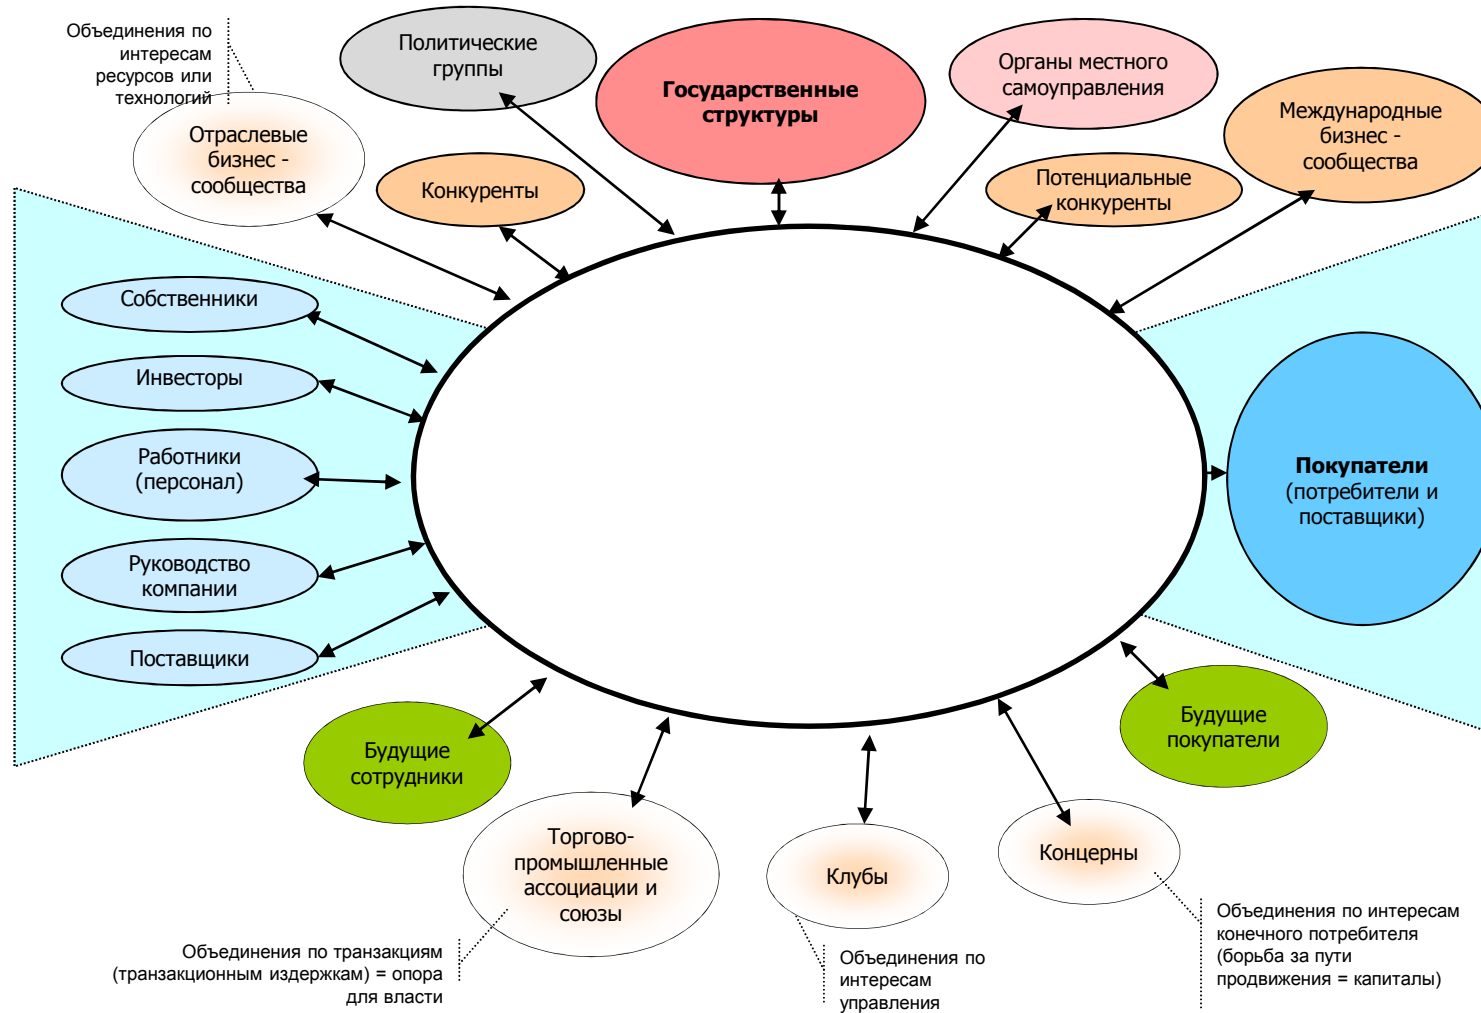 Объединения по
интересам
ресурсов или
технологий
Политические
группы
Государственные
структуры
Органы местного
самоуправления
Международные
бизнес -
сообщества
Отраслевые
бизнес -
сообщества
Конкуренты
Потенциальные
конкуренты
Собственники
Инвесторы
Работники
(персонал)
Руководство
компании
Поставщики
Покупатели
(потребители и
поставщики)
Будущие
сотрудники
Будущие
покупатели
Торгово-
промышленные
ассоциации и
союзы
Клубы
Концерны
Объединения по транзакциям
(транзакционным издержкам) = опора
для власти
Объединения по
интересам
управления
Объединения по интересам
конечного потребителя
(борьба за пути
продвижения = капиталы)